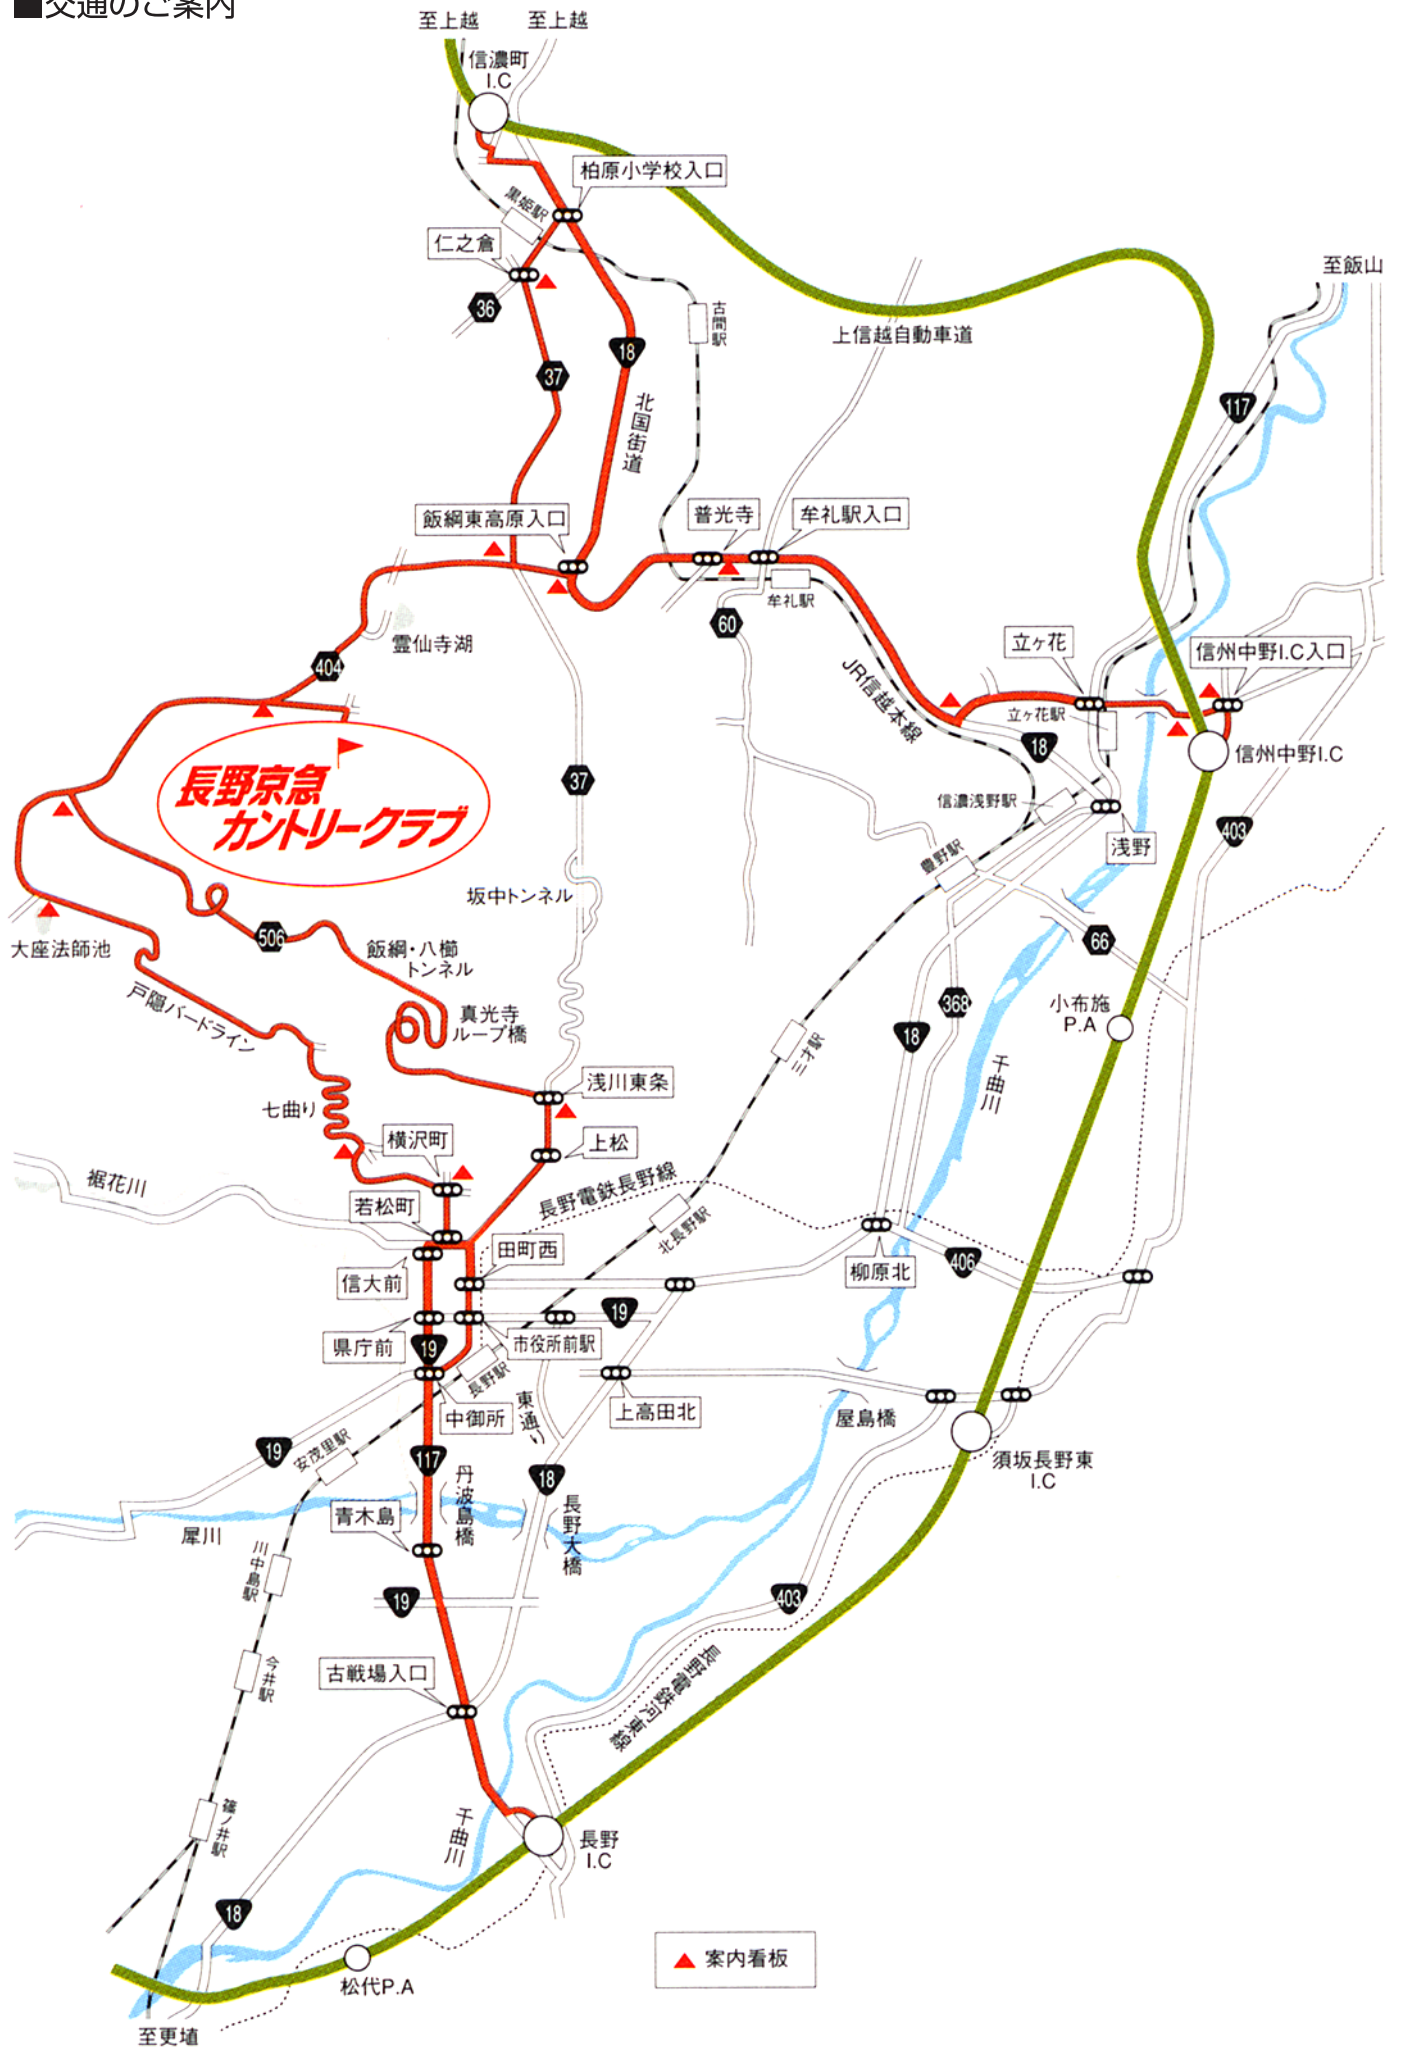 ■交通のご案内
至上越
至上越
信濃町
I.C
柏原小学校入口
黒姫駅
仁之倉
36
古間駅
至飯山
上信越自動車道
18
37
北国街道
117
飯綱東高原入口
普光寺
牟礼駅入口
牟礼駅
60
霊仙寺湖
404
立ヶ花
信州中野I.C入口
JR信越本線
立ヶ花駅
18
信州中野I.C
長野京急
カントリークラブ
37
信濃浅野駅
浅野
403
豊野駅
坂中トンネル
506
大座法師池
飯綱・八櫛
トンネル
66
戸隠バードライン
真光寺
ループ橋
368
小布施
P.A
18
三才駅
千曲川
浅川東条
七曲り
横沢町
上松
裾花川
長野電鉄長野線
若松町
北長野駅
田町西
信大前
柳原北
406
県庁前
19
市役所前駅
19
長野駅
中御所
東通り
上高田北
屋島橋
19
安茂里駅
117
丹波島橋
18
須坂長野東
I.C
青木島
長野大橋
犀川
川中島駅
19
403
今井駅
古戦場入口
長野電鉄河東線
篠ノ井駅
千曲川
長野
I.C
18
案内看板
松代P.A
至更埴